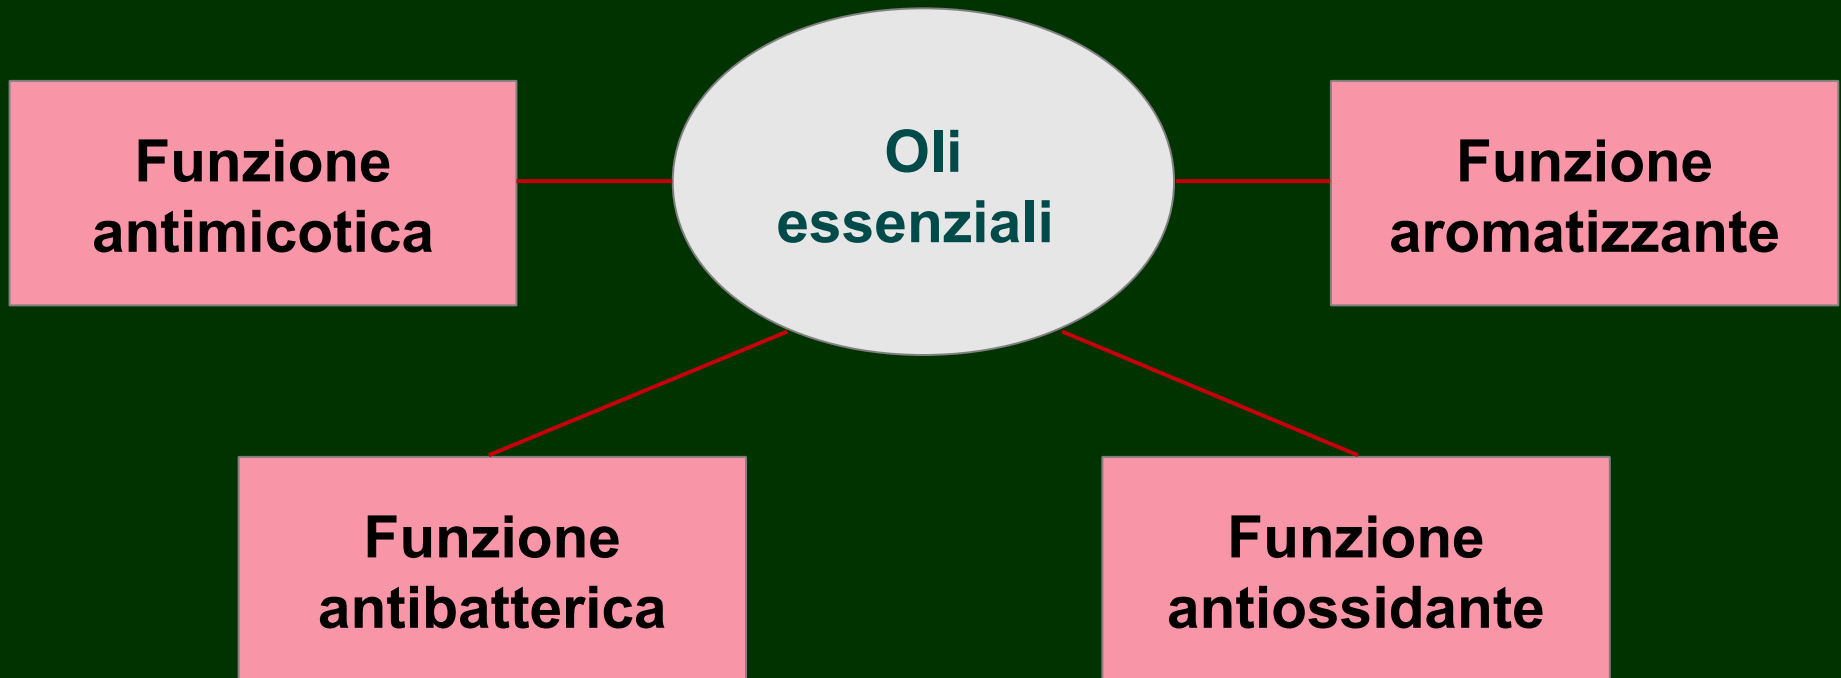 Oli
essenziali
Funzione
antimicotica
Funzione
aromatizzante
Funzione
antibatterica
Funzione
antiossidante